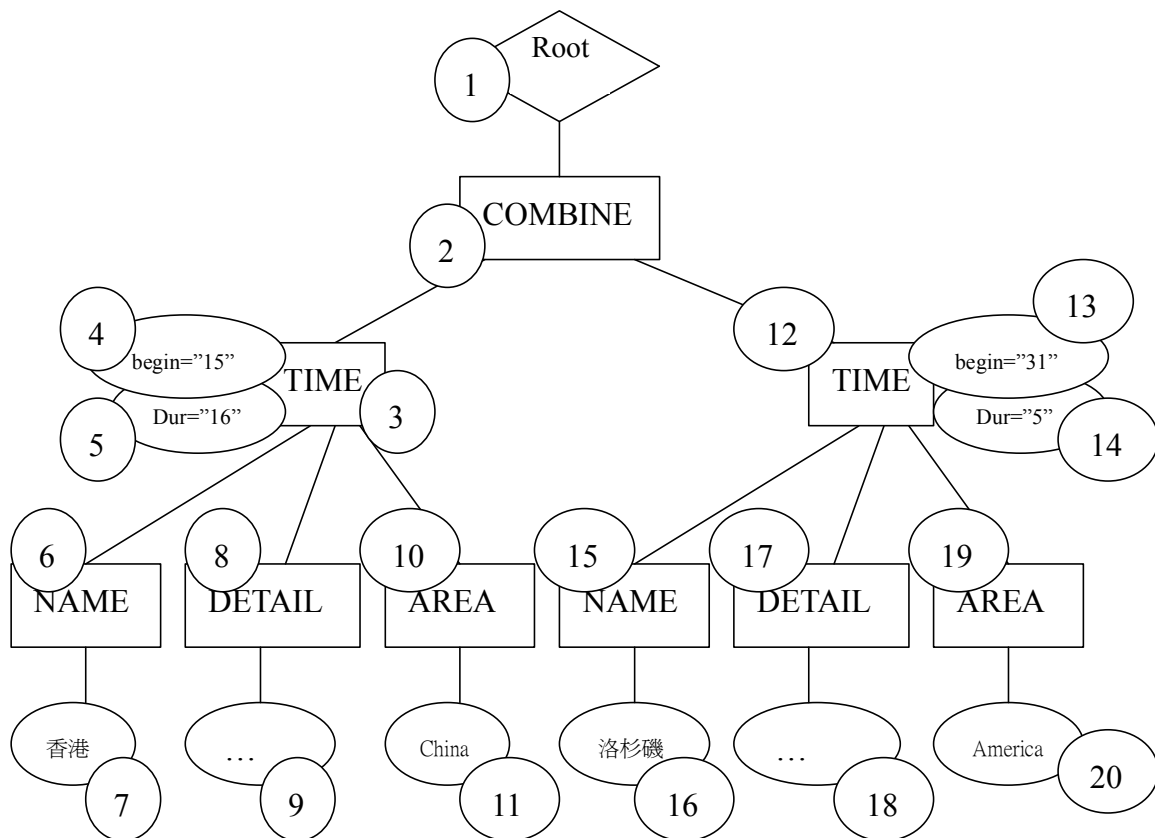 Root
1
COMBINE
2
4
begin=”15”
TIME
Dur=”16”
5
3
12
13
begin=”31”
TIME
Dur=”5”
14
6
NAME
8
DETAIL
10
AREA
15
NAME
17
DETAIL
19
AREA
香港
7
…
9
China
11
洛杉磯
16
…
18
America
20